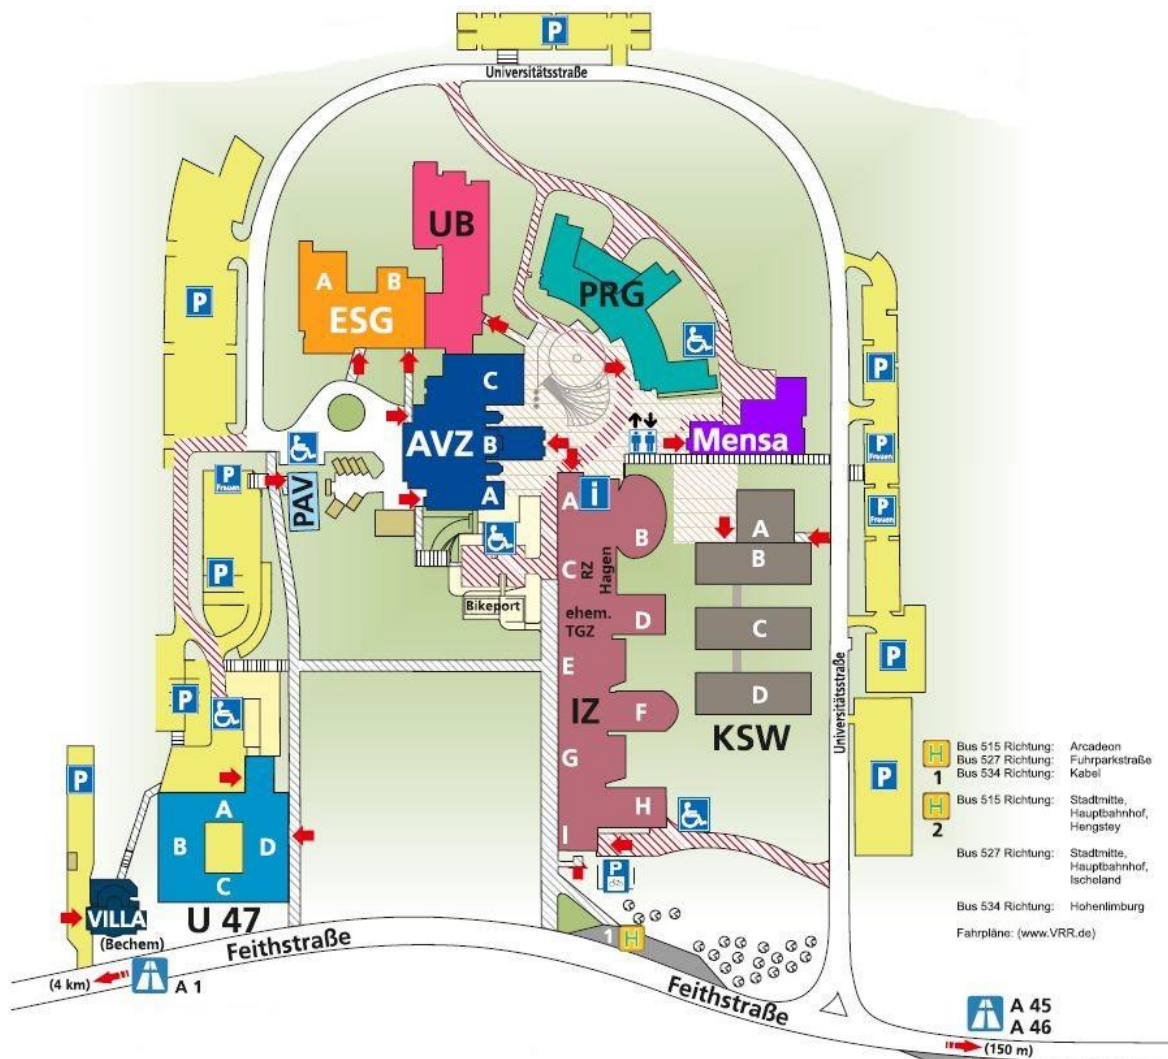 P
Universitätsstraße
UB
A
B
ESG
PRG
P
P
C
AVZ
B
A
Mensa
P
Frauen
P
Frauen
P
Frauen
PAV
i
A
B
C
RZ
Hagen
D
ehem.
TGZ
E
IZ
F
G
H
I
A
B
C
D
KSW
Bikeport
P
P
P
P
P
Universitätsstraße
A
B
D
C
U 47
VILLA
(Bechem)
P
1
H
Feithstraße
Feithstraße
(4 km)
A 1
A 45
A 46
(150 m)
H
1
Bus 515 Richtung: Arcadeon
Bus 527 Richtung: Fuhrparkstraße
Bus 534 Richtung: Kabel
H
2
Bus 515 Richtung: Stadtmitte,
Hauptbahnhof,
Hengstey
Bus 527 Richtung: Stadtmitte,
Hauptbahnhof,
Ischeland
Bus 534 Richtung: Hohenlimburg
Fahrpläne: (www.VRR.de)